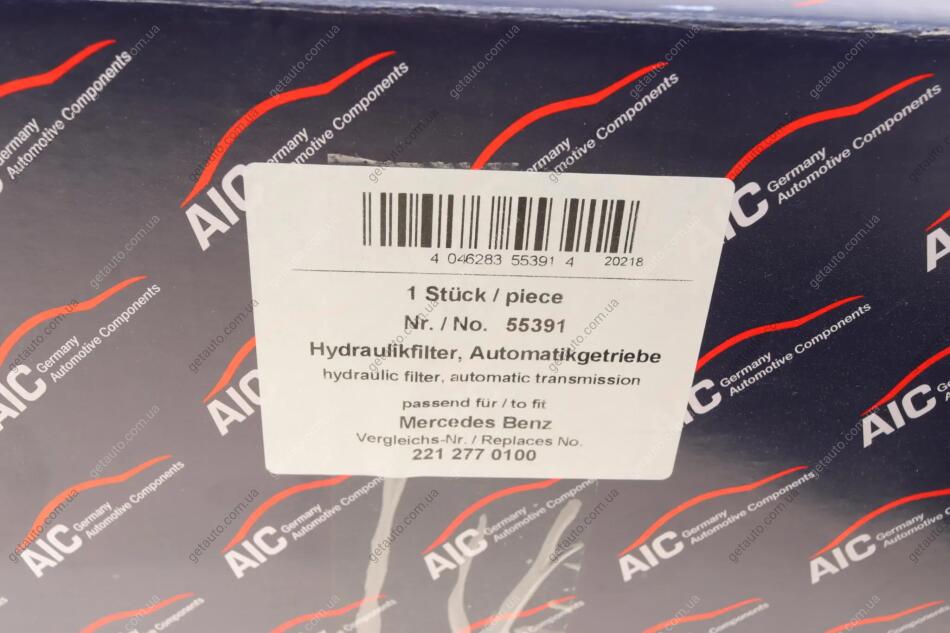 4 046283 55391 4 20218
1 Stück / piece
Nr. / No. 55391
Hydraulikfilter, Automatikgetriebe
hydraulic filter, automatic transmission
passend für / to fit
Mercedes Benz
Vergleichs-Nr. / Replaces No.
221 277 0100
AIC Germany
Automotive Components
getauto.com.ua